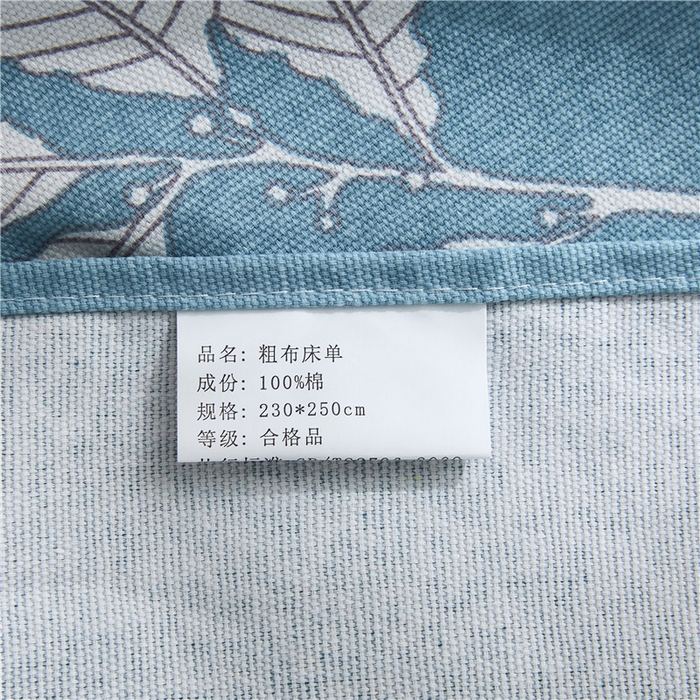 品名: 粗布床单
成份: 100%棉
规格: 230*250cm
等级: 合格品